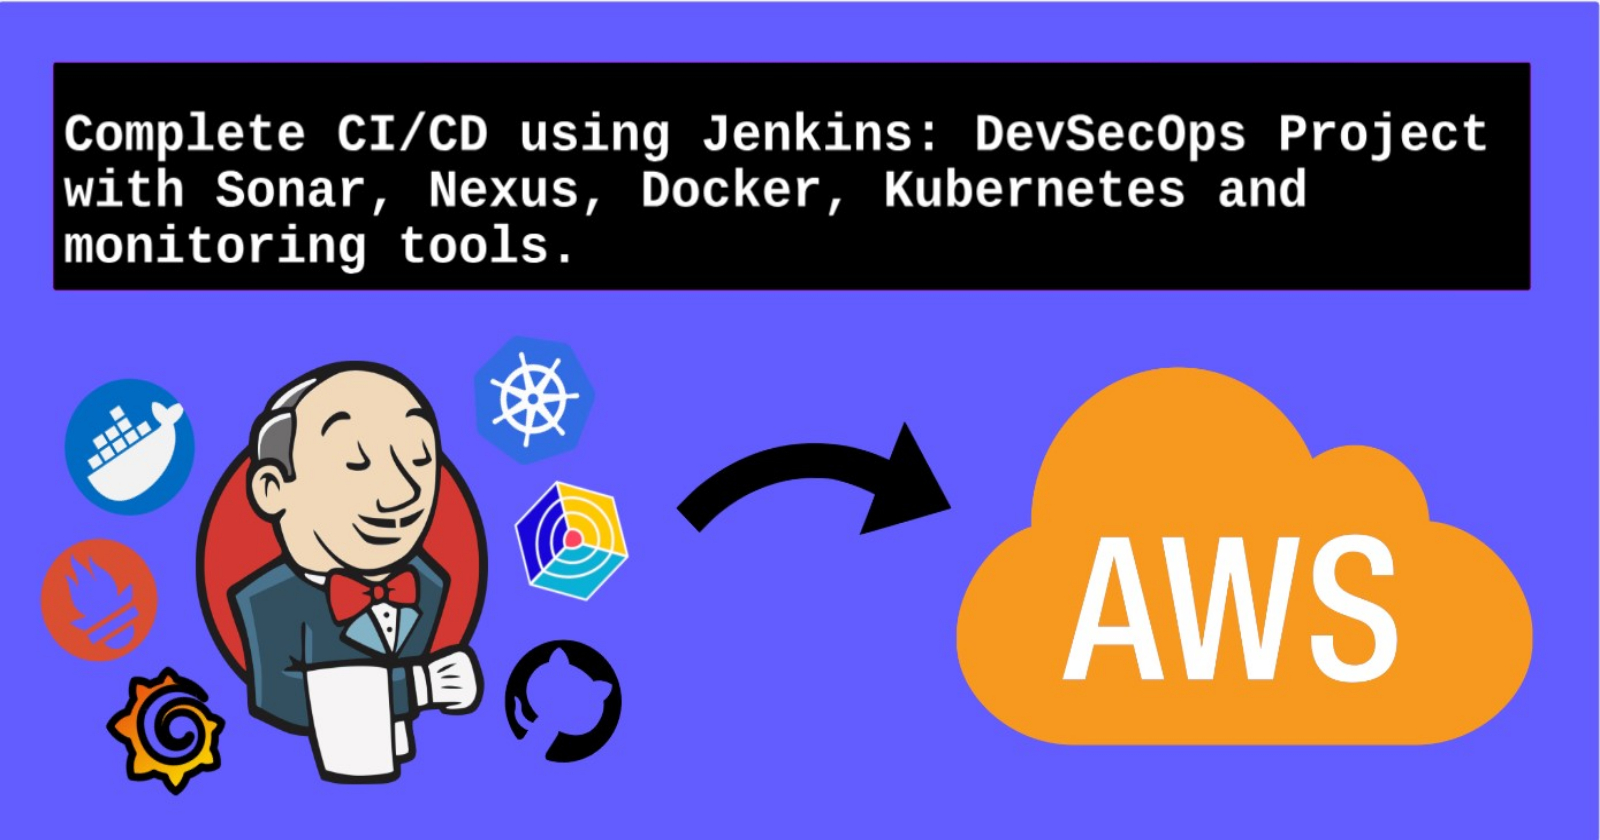 Complete CI/CD using Jenkins: DevSecOps Project
with Sonar, Nexus, Docker, Kubernetes and
monitoring tools.
AWS